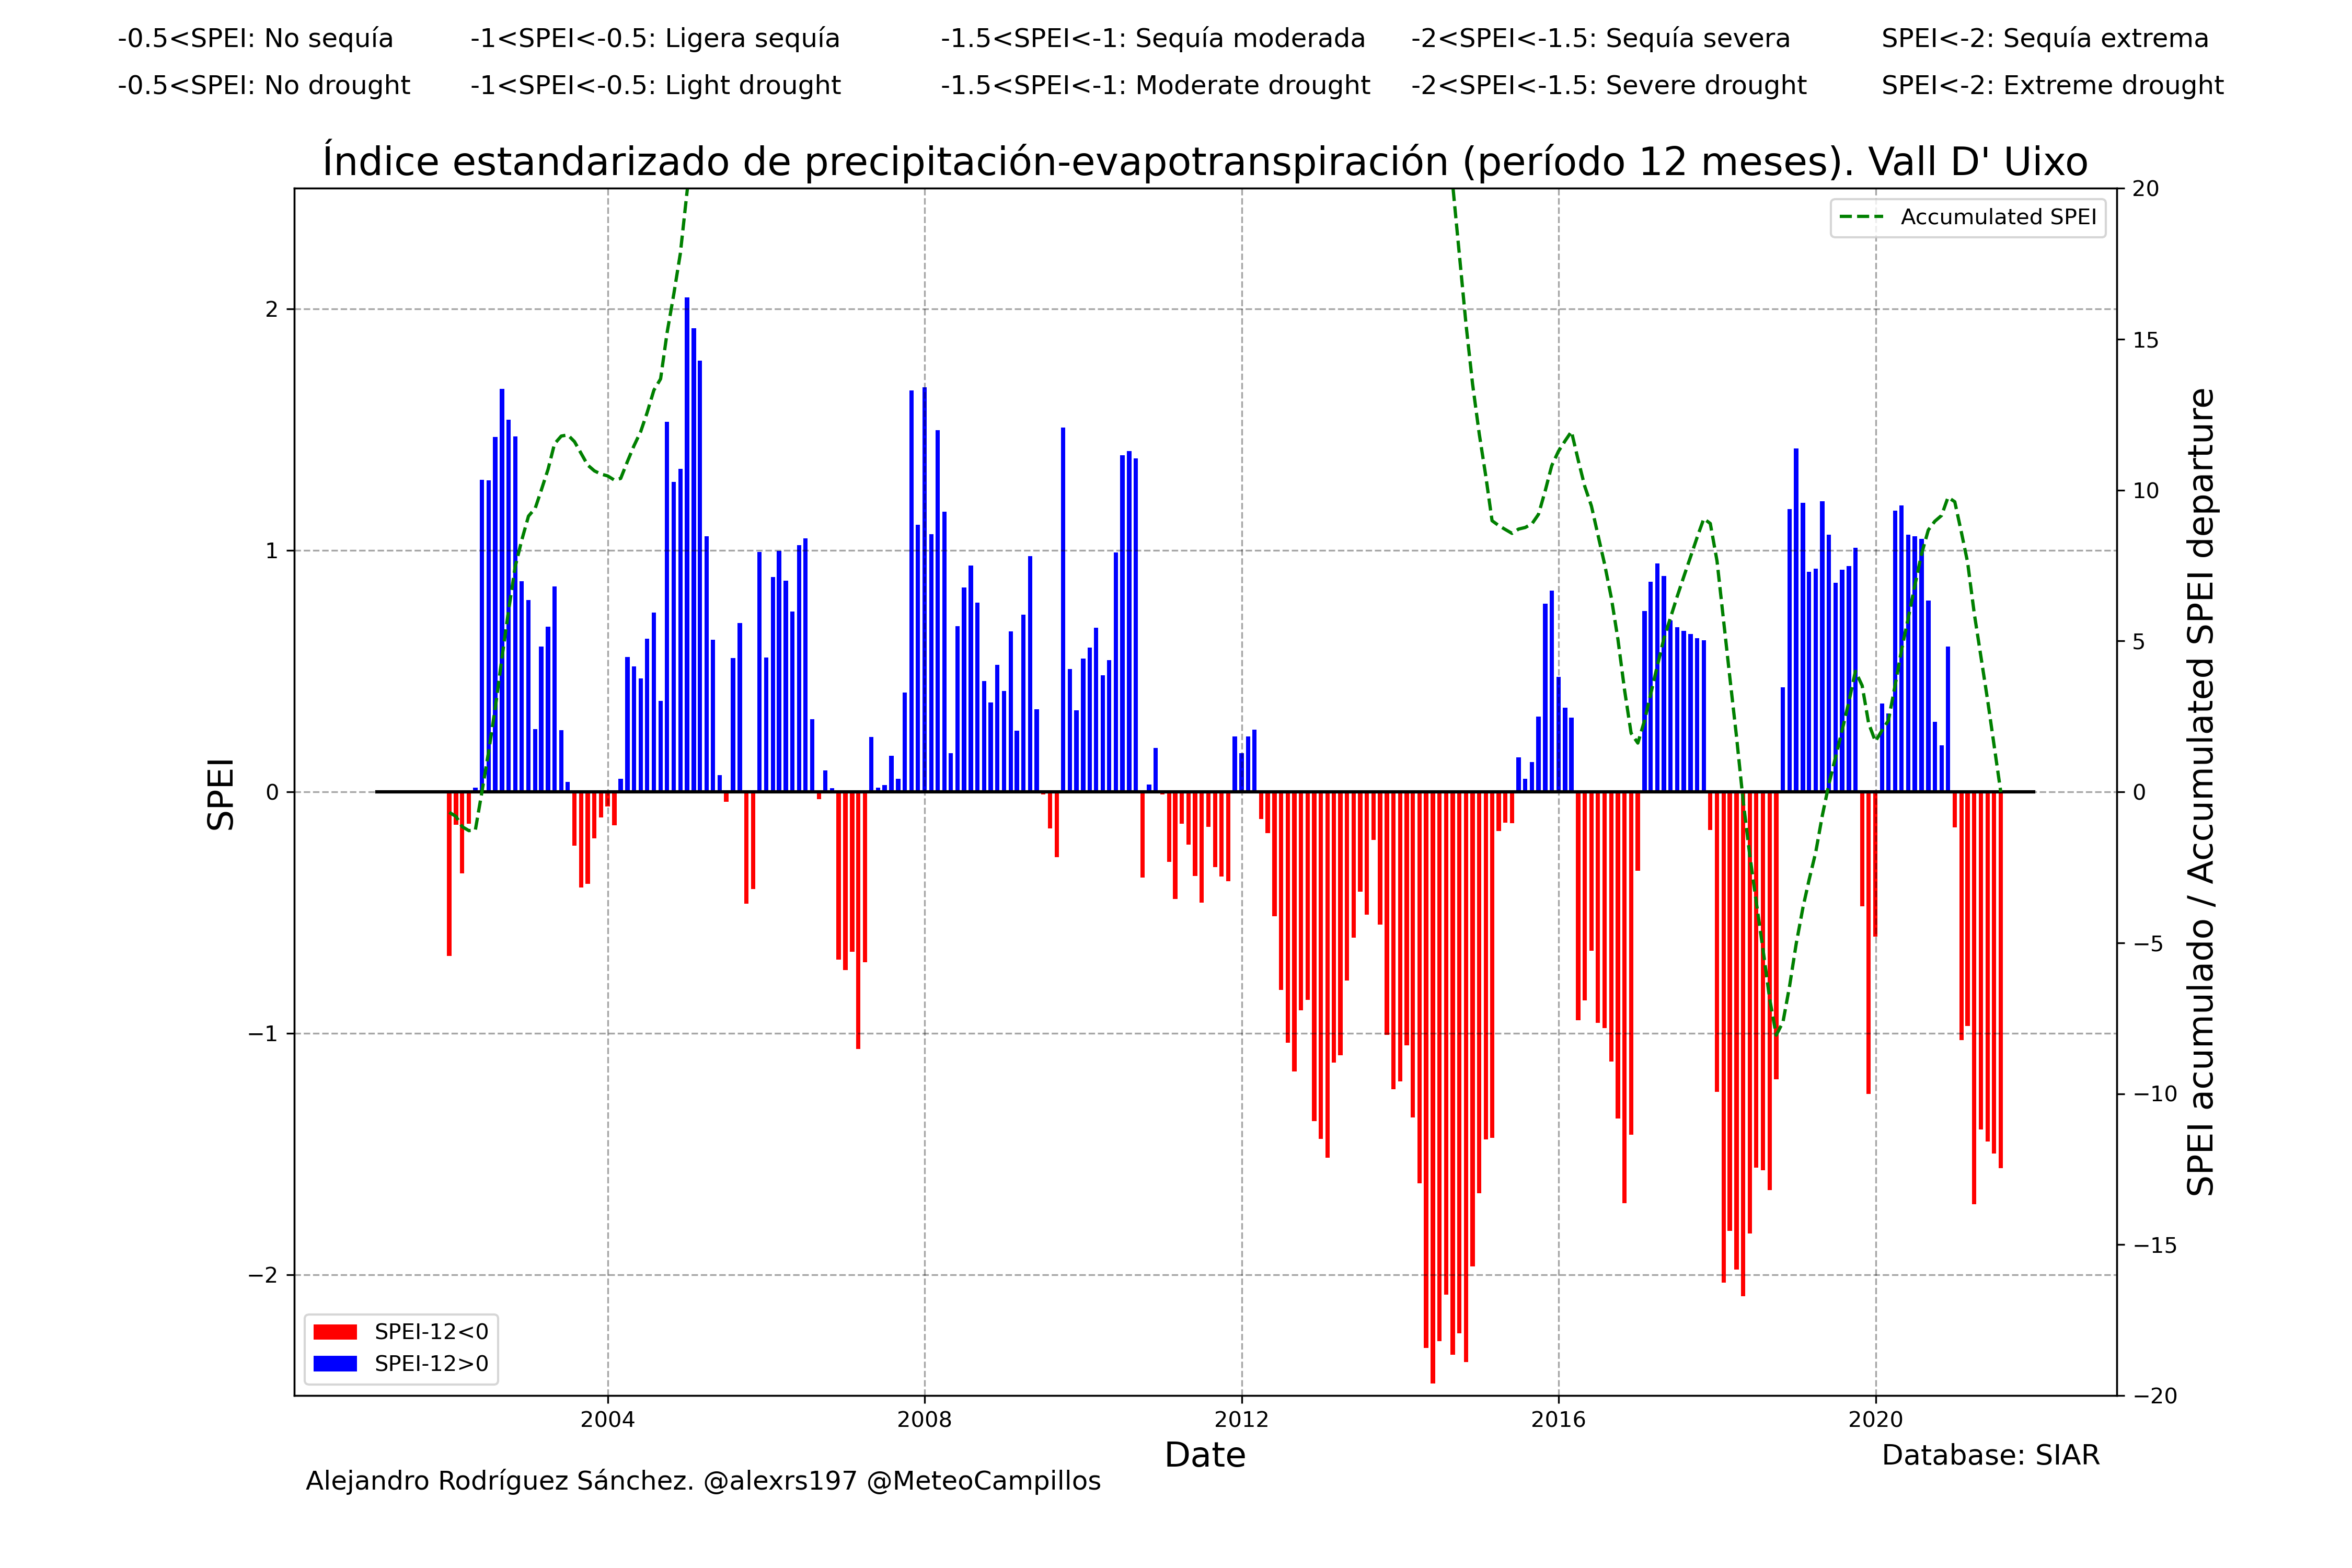 -0.5<SPEI: No sequía -1<SPEI<-0.5: Ligera sequía -1.5<SPEI<-1: Sequía moderada -2<SPEI<-1.5: Sequía severa SPEI<-2: Sequía extrema
-0.5<SPEI: No drought -1<SPEI<-0.5: Light drought -1.5<SPEI<-1: Moderate drought -2<SPEI<-1.5: Severe drought SPEI<-2: Extreme drought
Índice estandarizado de precipitación-evapotranspiración (período 12 meses). Vall D' Uixo
Accumulated SPEI
SPEI
2
1
0
−1
−2
20
15
10
5
0
−5
−10
−15
−20
SPEI acumulado / Accumulated SPEI departure
SPEI-12<0
SPEI-12>0
2004 2008 2012 2016 2020
Date
Database: SIAR
Alejandro Rodríguez Sánchez. @alexrs197 @MeteoCampillos